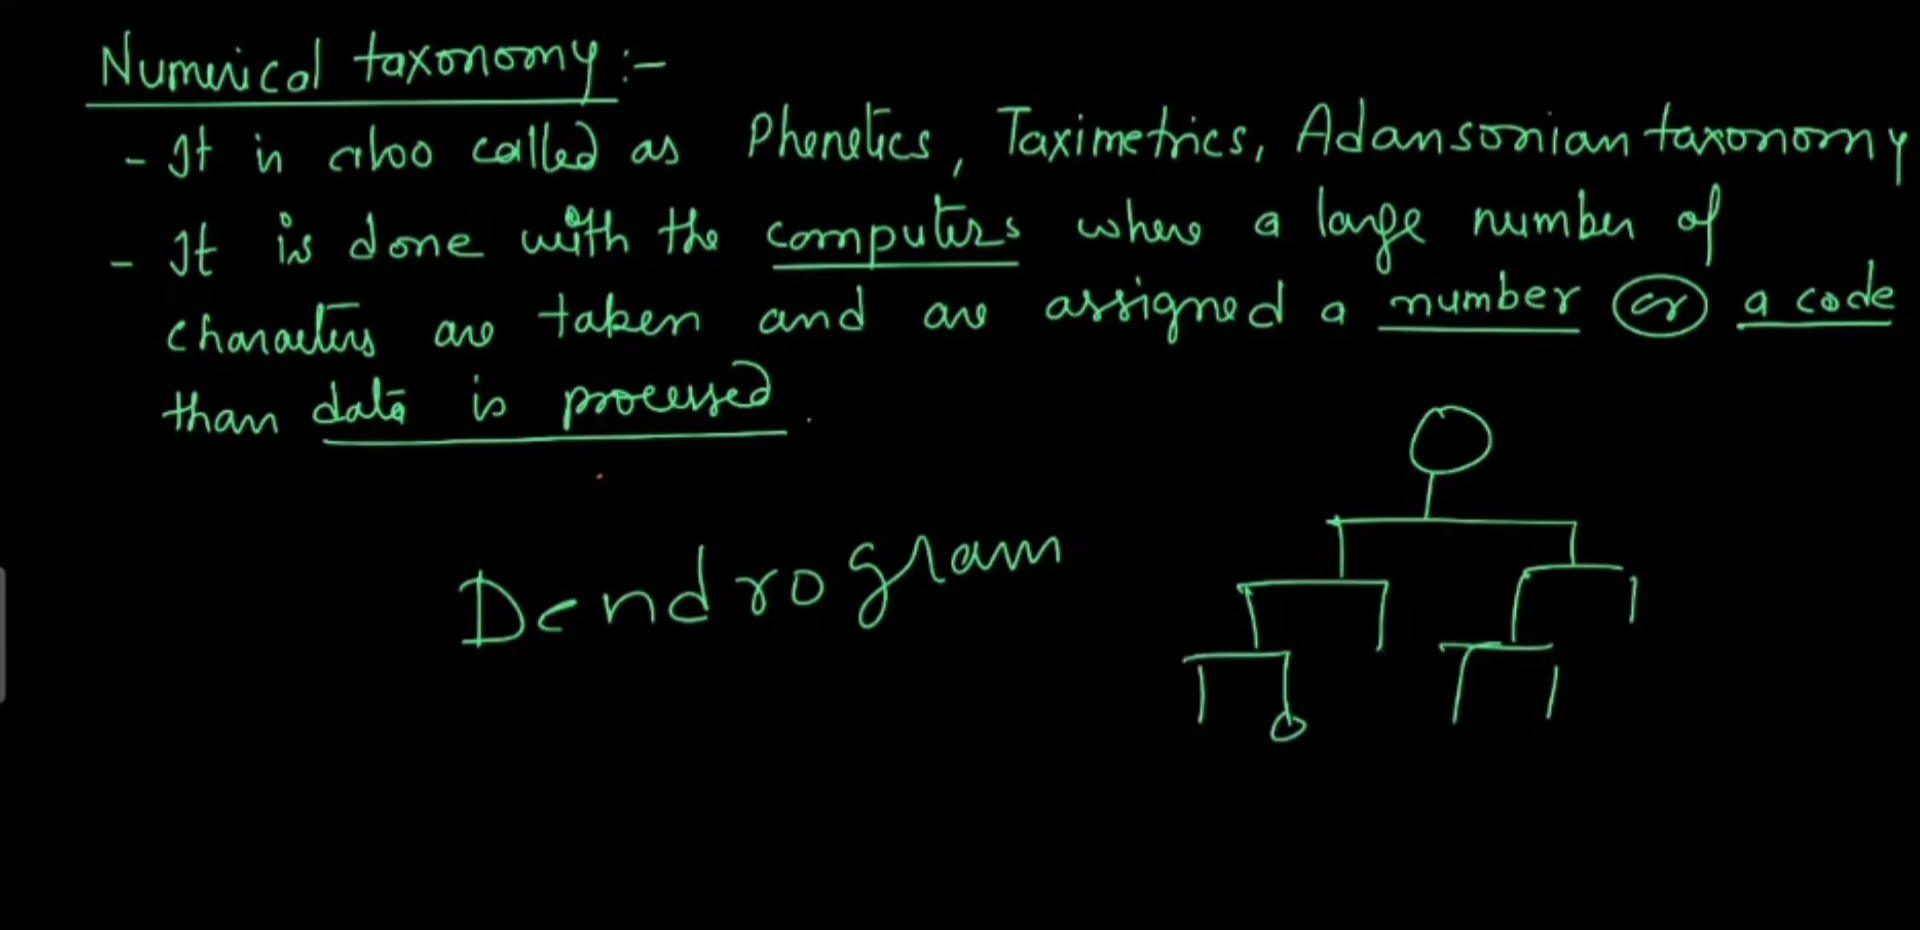 Numerical taxonomy :-
- It is also called as Phenetics, Taximetrics, Adansonian taxonomy
- It is done with the computers where a large number of
characters are taken and are assigned a number or a code
than data is processed.
Dendrogram